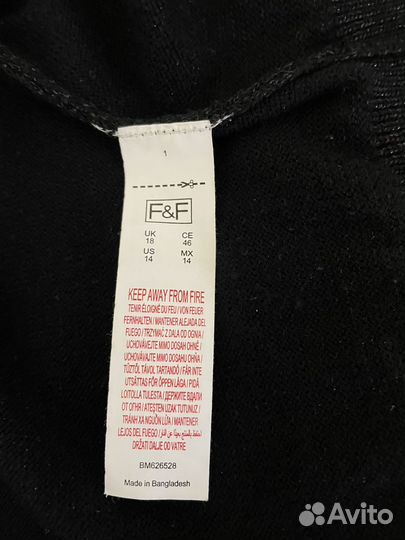 1
F&F
UK CE
18 46
US MX
14 14
KEEP AWAY FROM FIRE
TENIR ÉLOIGNÉ DU FEU / VON FEUER
FERNHALTEN / MANTENER ALEJADA DEL
FUEGO / TRZYMAĆ Z DALA OD OGNIA /
UCHOVÁVEJTE MIMO DOSAH OHNĚ /
UCHOVÁVAJTE MIMO DOSAHU OHŇA /
TŰZTŐL TÁVOL TARTANDÓ / FÅR INTE
UTSÄTTAS FÖR ÖPPEN LÅGA / PIDÄ
LOITOLLA TULESTA / ДЕРЖИТЕ ВДАЛИ
ОТ ОГНЯ / ATEŞTEN UZAK TUTUNUZ /
TRÁNH XA NGUỒN LỬA / MANTENER
LEJOS DEL FUEGO /
DRŽATI DALJE OD VATRE
BM626528
Made in Bangladesh
Avito